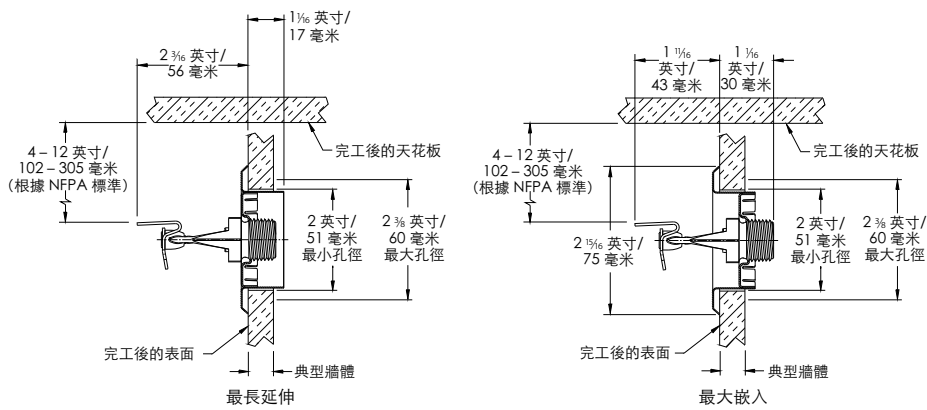 1 1⁄16 英寸/
17 毫米
2 3⁄16 英寸/
56 毫米
4 – 12 英寸/
102 – 305 毫米
(根據 NFPA 標準)
完工後的天花板
2 英寸/
51 毫米
最小孔徑
2 3⁄8 英寸/
60 毫米
最大孔徑
完工後的表面
典型牆體
最長延伸
1 11⁄16
英寸/
43 毫米
1 1⁄16
英寸/
30 毫米
4 – 12 英寸/
102 – 305 毫米
(根據 NFPA 標準)
完工後的天花板
2 15⁄16 英寸/
75 毫米
2 英寸/
51 毫米
最小孔徑
2 3⁄8 英寸/
60 毫米
最大孔徑
完工後的表面
典型牆體
最大嵌入